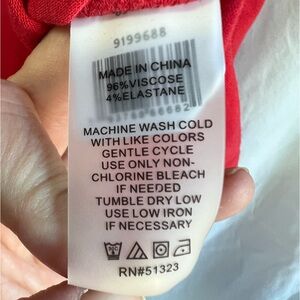 9199688
MADE IN CHINA
96%VISCOSE
4%ELASTANE
MACHINE WASH COLD
WITH LIKE COLORS
GENTLE CYCLE
USE ONLY NON-
CHLORINE BLEACH
IF NEEDED
TUMBLE DRY LOW
USE LOW IRON
IF NECESSARY
RN#51323